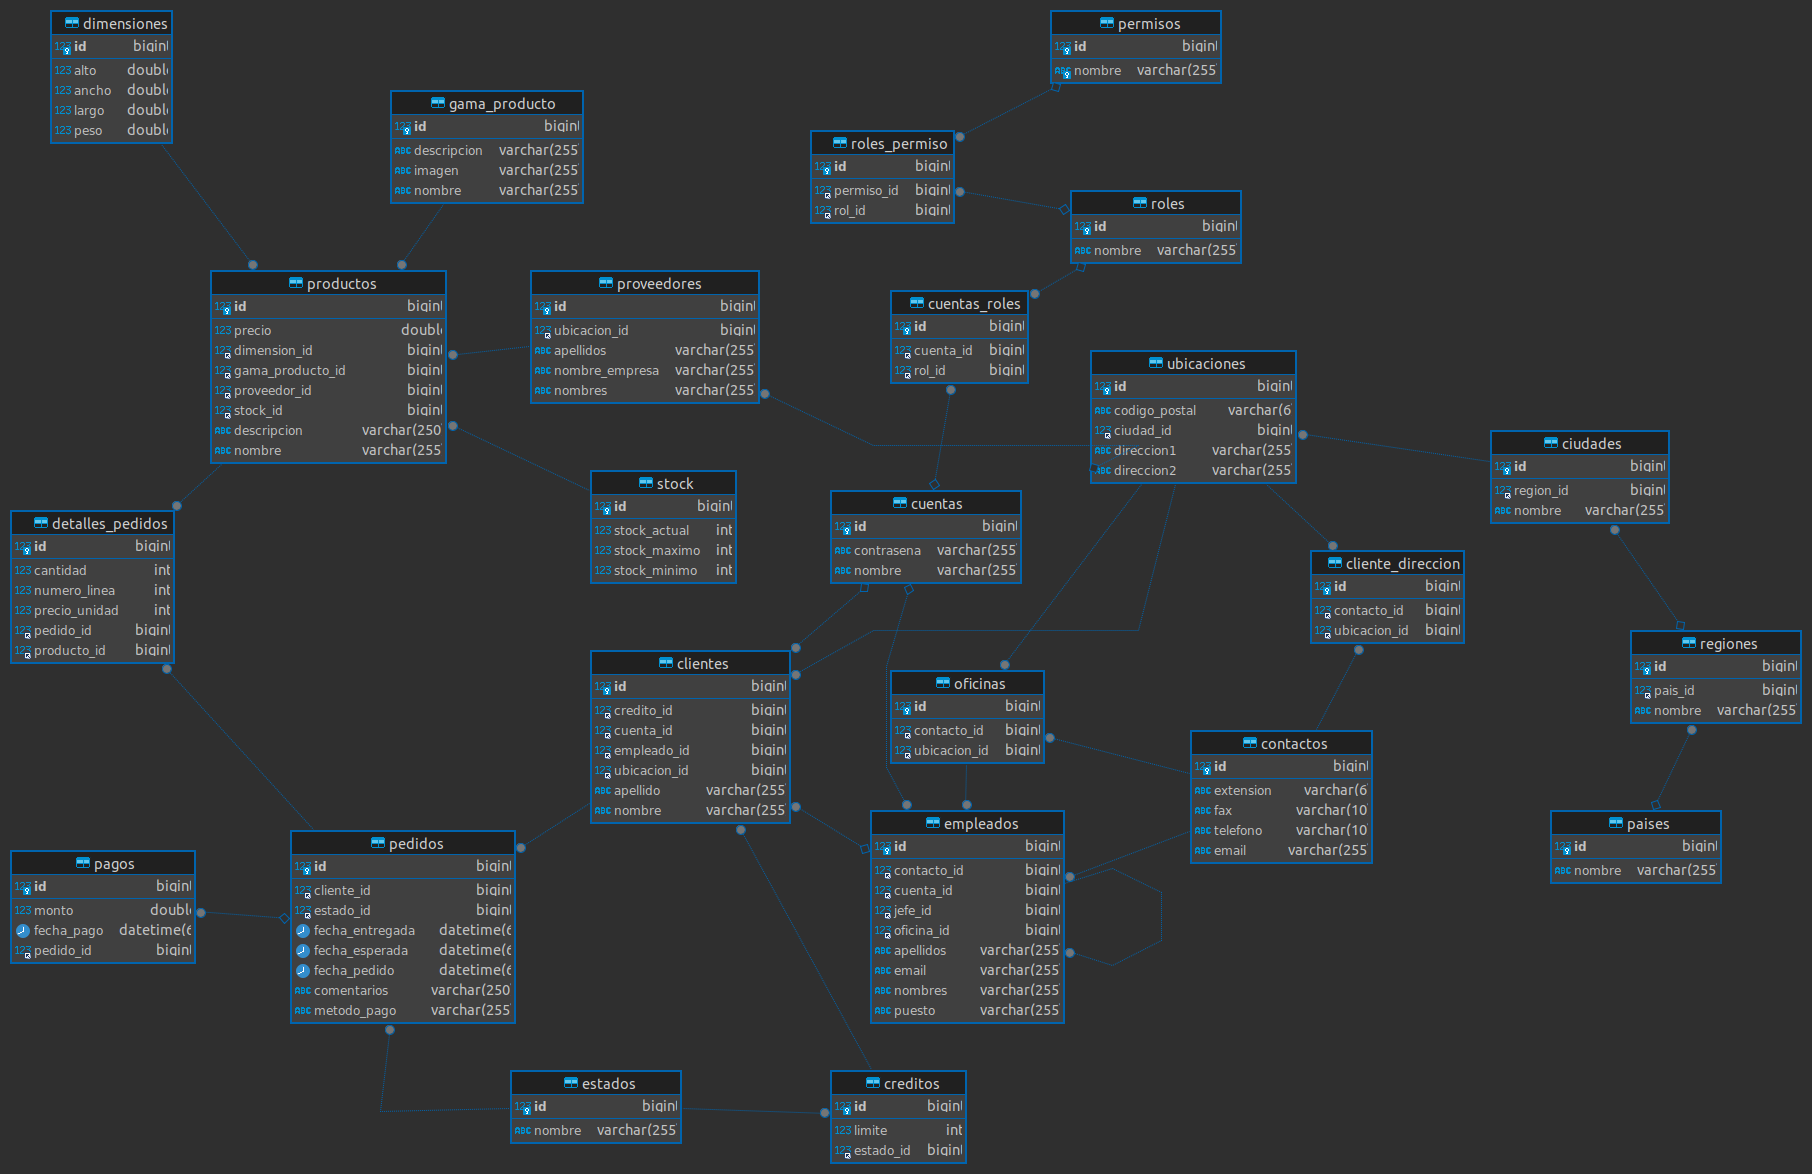 dimensiones
id bigint
alto double
ancho double
largo double
peso double
gama_producto
id bigint
descripcion varchar(255
imagen varchar(255
nombre varchar(255
permisos
id bigint
nombre varchar(255
roles_permiso
id bigint
permiso_id bigint
rol_id bigint
roles
id bigint
nombre varchar(255
productos
id bigint
precio double
dimension_id bigint
gama_producto_id bigint
proveedor_id bigint
stock_id bigint
descripcion varchar(250
nombre varchar(255
proveedores
id bigint
ubicacion_id bigint
apellidos varchar(255
nombre_empresa varchar(255
nombres varchar(255
cuentas_roles
id bigint
cuenta_id bigint
rol_id bigint
ubicaciones
id bigint
codigo_postal varchar(6
ciudad_id bigint
direccion1 varchar(255
direccion2 varchar(255
ciudades
id bigint
region_id bigint
nombre varchar(255
stock
id bigint
stock_actual int
stock_maximo int
stock_minimo int
cuentas
id bigint
contrasena varchar(255
nombre varchar(255
detalles_pedidos
id bigint
cantidad int
numero_linea int
precio_unidad int
pedido_id bigint
producto_id bigint
cliente_direccion
id bigint
contacto_id bigint
ubicacion_id bigint
regiones
id bigint
pais_id bigint
nombre varchar(255
clientes
id bigint
credito_id bigint
cuenta_id bigint
empleado_id bigint
ubicacion_id bigint
apellido varchar(255
nombre varchar(255
oficinas
id bigint
contacto_id bigint
ubicacion_id bigint
contactos
id bigint
extension varchar(6
fax varchar(10
telefono varchar(10
email varchar(255
paises
id bigint
nombre varchar(255
empleados
id bigint
contacto_id bigint
cuenta_id bigint
jefe_id bigint
oficina_id bigint
apellidos varchar(255
email varchar(255
nombres varchar(255
puesto varchar(255
pedidos
id bigint
cliente_id bigint
estado_id bigint
fecha_entregada datetime(6
fecha_esperada datetime(6
fecha_pedido datetime(6
comentarios varchar(250
metodo_pago varchar(255
pagos
id bigint
monto double
fecha_pago datetime(6
pedido_id bigint
estados
id bigint
nombre varchar(255
creditos
id bigint
limite int
estado_id bigint